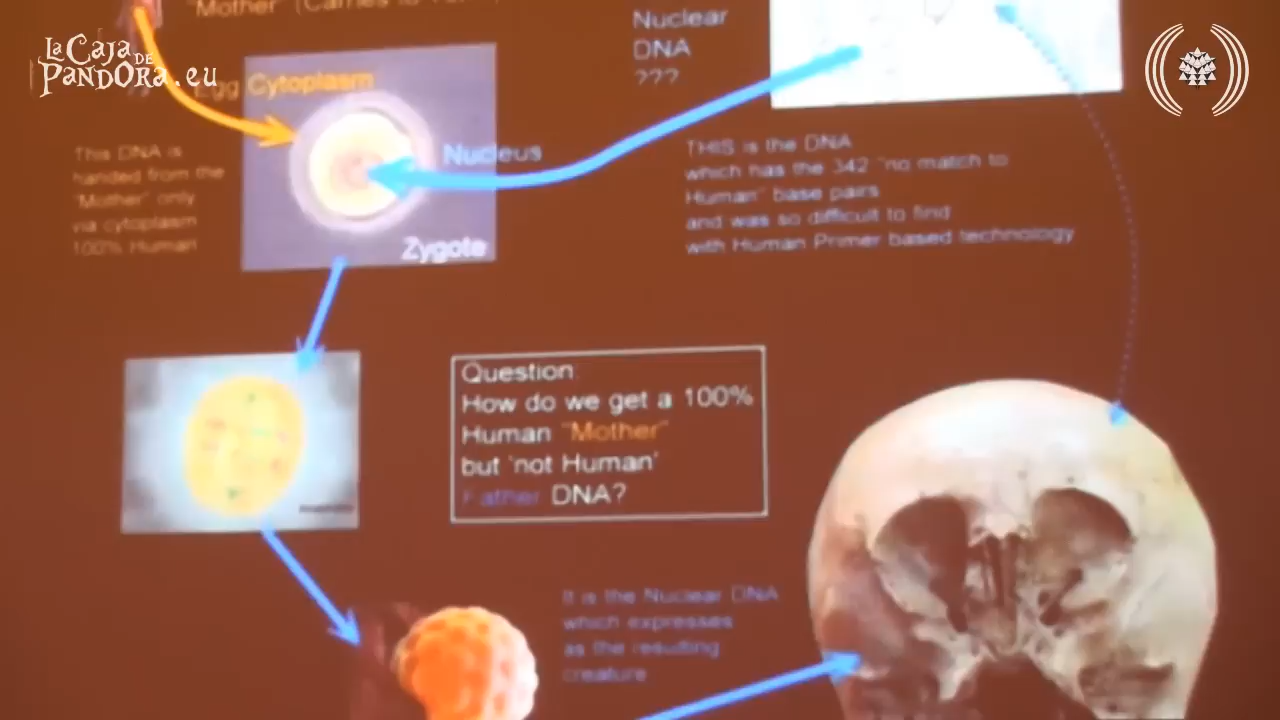 La Caja
DE
PANDORA.eu
"Mother" (Carries
Egg Cytoplasm
Nucleus
Zygote
This DNA is
handed from the
"Mother" only
via cytoplasm
100% Human
Nuclear
DNA
???
THIS is the DNA
which has the 342 "no match to
Human" base pairs
and was so difficult to find
with Human Primer based technology
Question:
How do we get a 100%
Human "Mother"
but 'not Human'
Father DNA?
It is the Nuclear DNA
which expresses
as the resulting
creature